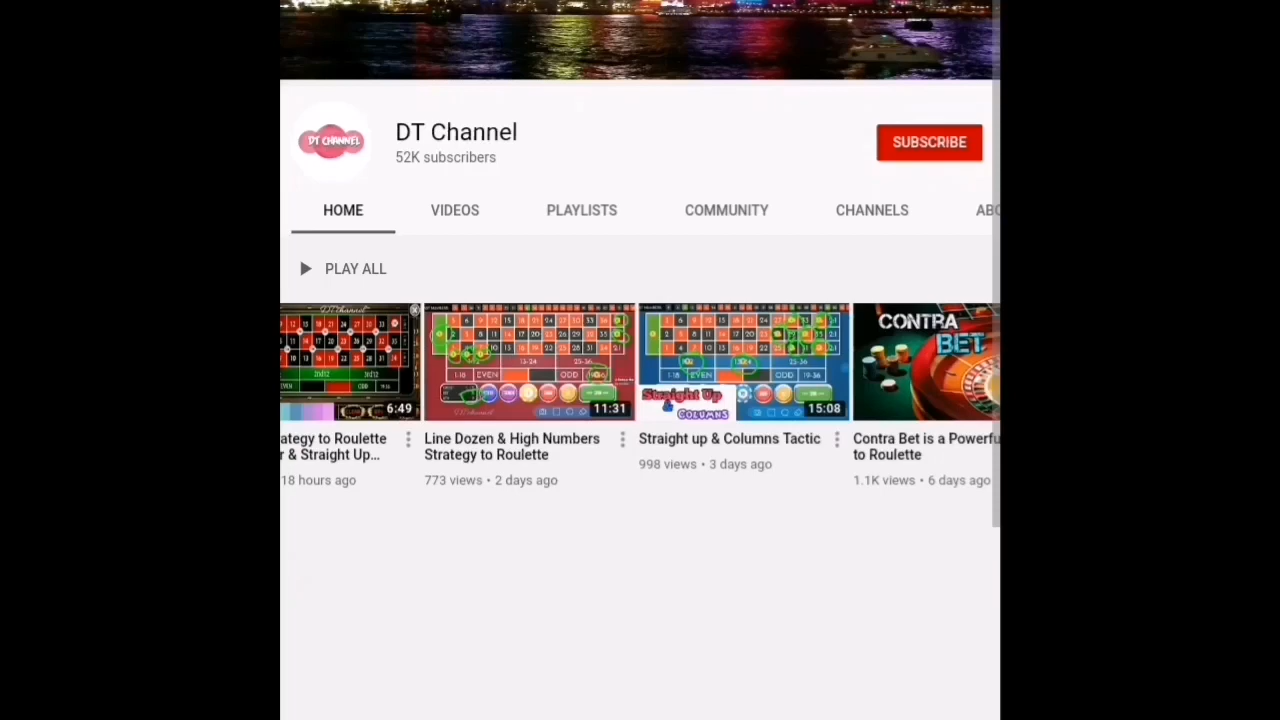 DT CHANNEL
DT Channel
52K subscribers
SUBSCRIBE
HOME VIDEOS PLAYLISTS COMMUNITY CHANNELS ABO
PLAY ALL
DT Channel
6:49
11:31
Straight Up
& COLUMNS
15:08
CONTRA
BET
ategy to Roulette
r & Straight Up...
18 hours ago
Line Dozen & High Numbers
Strategy to Roulette
773 views • 2 days ago
Straight up & Columns Tactic
998 views • 3 days ago
Contra Bet is a Powerfu
to Roulette
1.1K views • 6 days ago